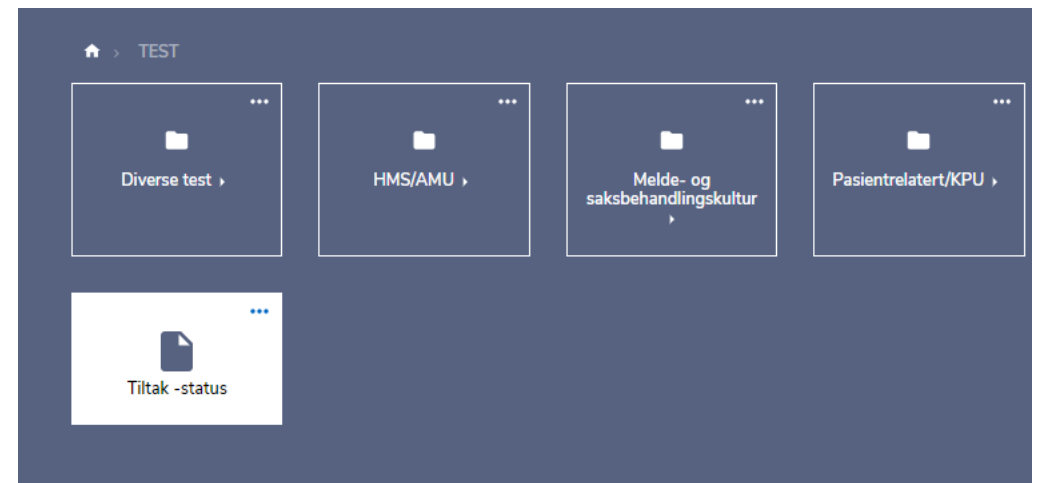 TEST
Diverse test
HMS/AMU
Melde- og
saksbehandlingskultur
Pasientrelatert/KPU
Tiltak -status